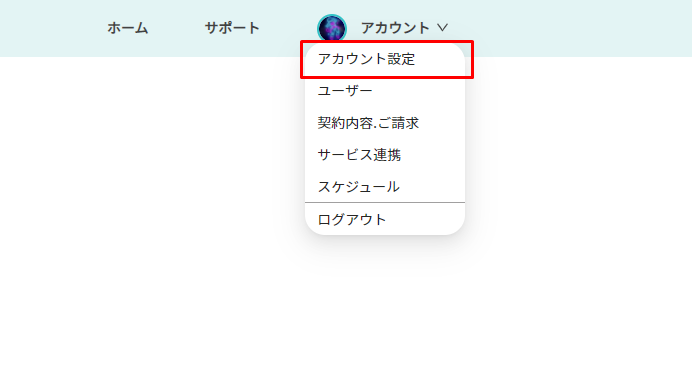 ホーム サポート アカウント
アカウント設定
ユーザー
契約内容.ご請求
サービス連携
スケジュール
ログアウト